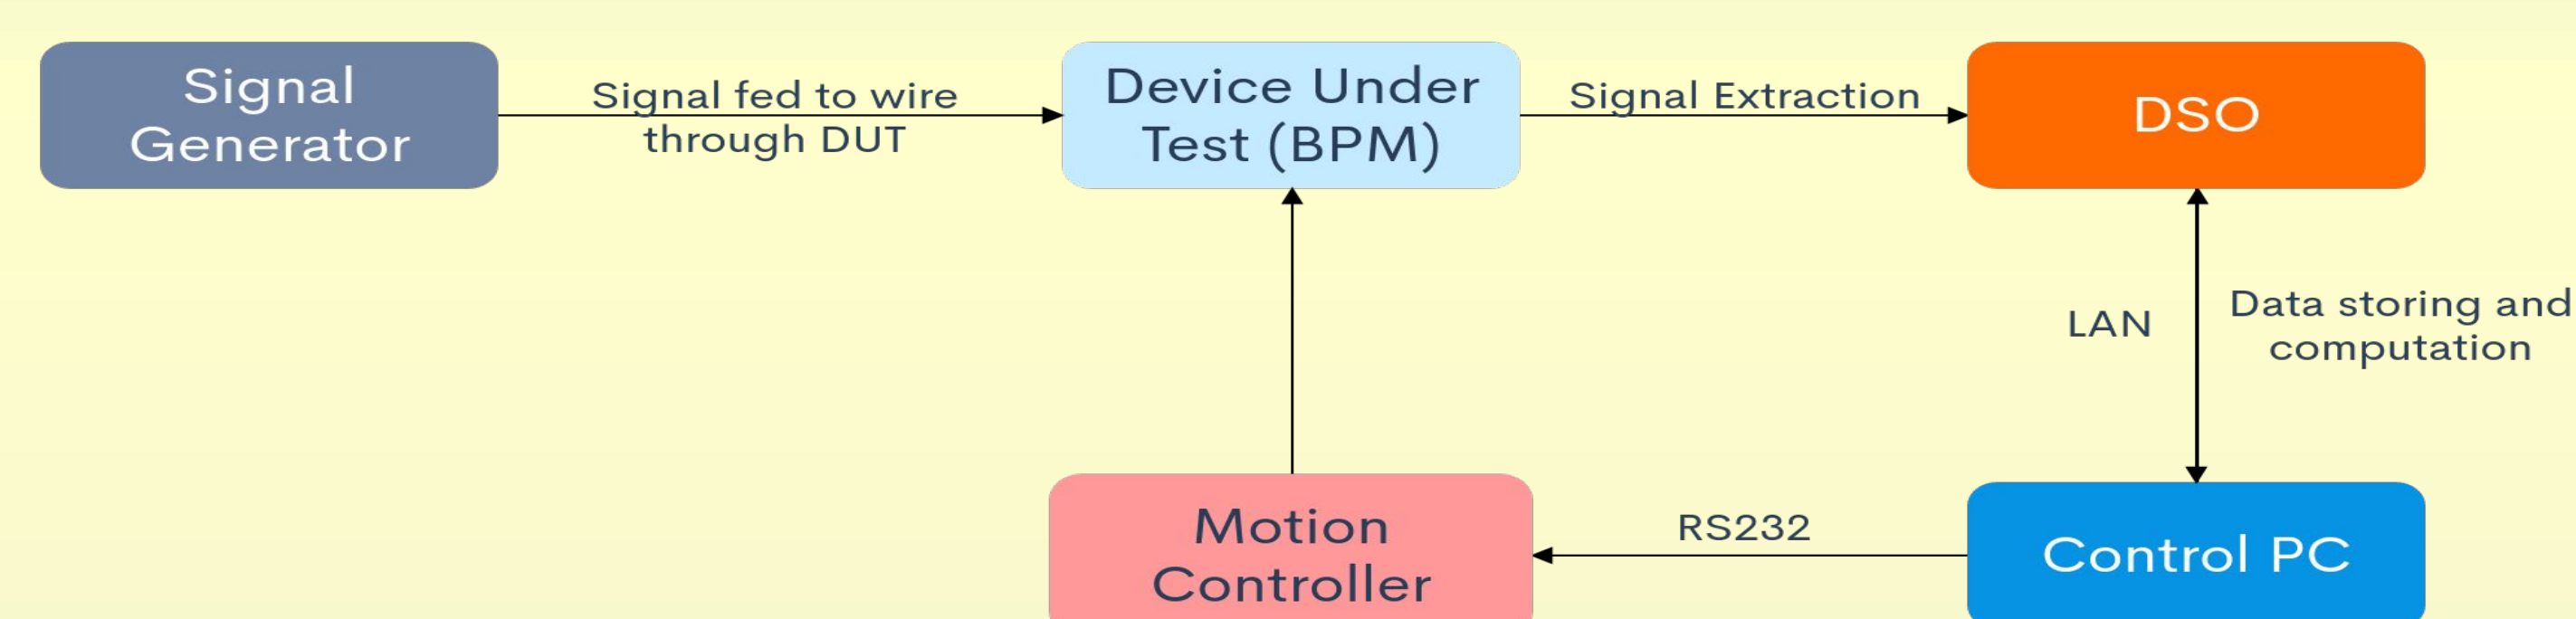 Signal
Generator
Signal fed to wire
through DUT
Device Under
Test (BPM)
Signal Extraction
DSO
LAN
Data storing and
computation
Motion
Controller
RS232
Control PC